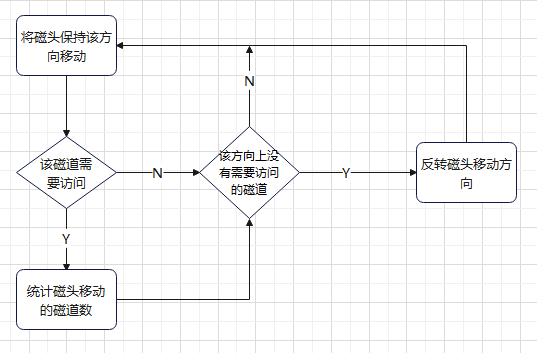 将磁头保持该方
向移动
N
该磁道需
要访问
N
该方向上没
有需要访问
的磁道
Y
反转磁头移动方
向
Y
统计磁头移动
的磁道数